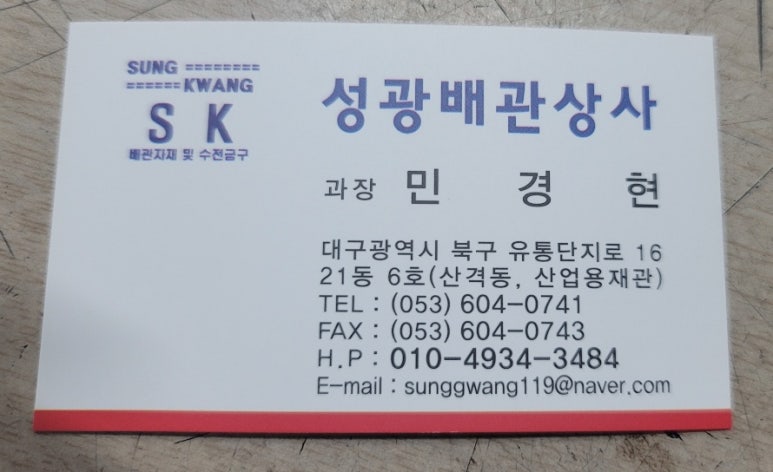 SUNG ========
====== KWANG
S K
배관자재 및 수전금구
성광배관상사
과장 민 경 현
대구광역시 북구 유통단지로 16
21동 6호(산격동, 산업용재관)
TEL : (053) 604-0741
FAX : (053) 604-0743
H.P : 010-4934-3484
E-mail : sunggwang119@naver.com